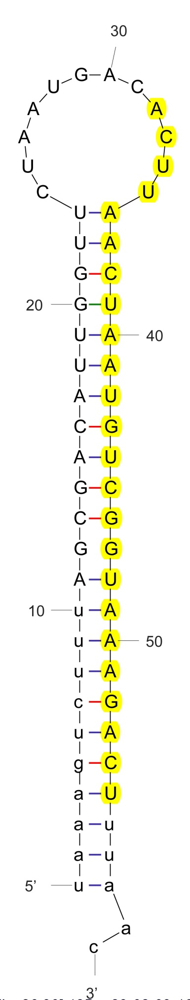 30
G A
U C
A A
A C
U U
C U
U A
U A
G C
20 G U
U A 40
U A
A U
C G
A U
G C
C G
G G
A U
10 u A
u A 50
u A
c G
u A
g C
a U
a u
a u
5’ u a
a
c
3’